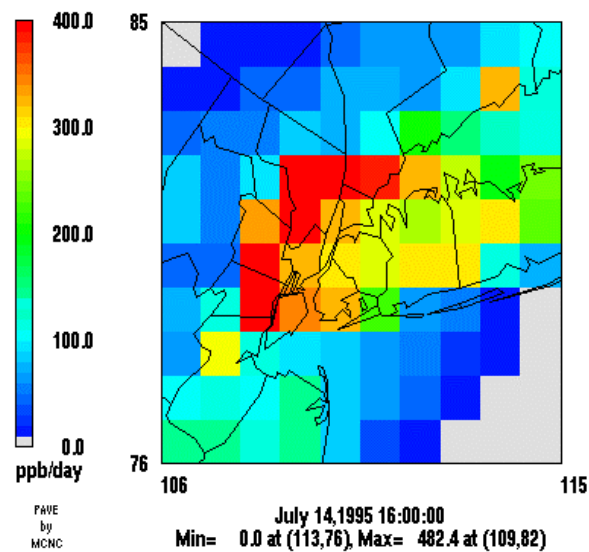 400.0
300.0
200.0
100.0
0.0
ppb/day
PAVE
by
MCNC
85
76
106
115
July 14,1995 16:00:00
Min= 0.0 at (113,76), Max= 482.4 at (109,82)